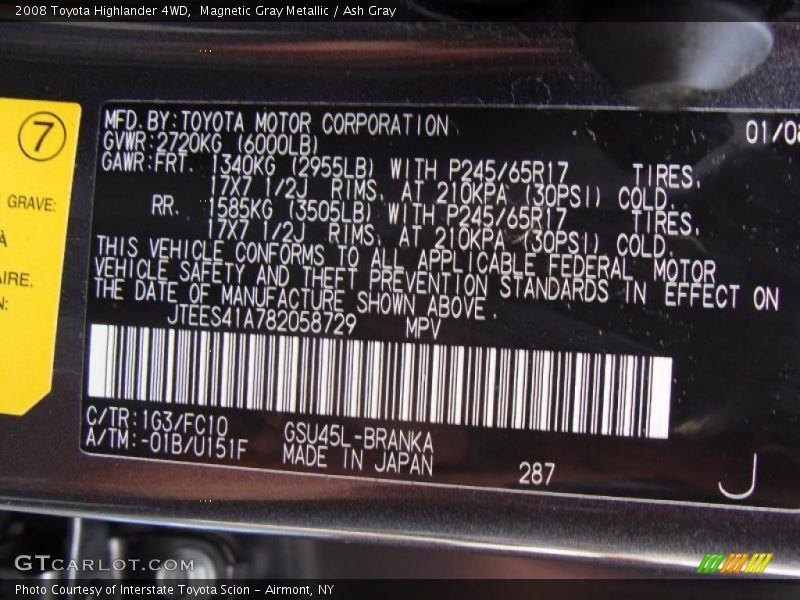 2008 Toyota Highlander 4WD, Magnetic Gray Metallic / Ash Gray
7
GRAVE:
À
AIRE.
N:
MFD. BY: TOYOTA MOTOR CORPORATION 01/08
GVWR: 2720KG (6000LB)
GAWR: FRT. 1340KG (2955LB) WITH P245/65R17 TIRES,
17X7 1/2J RIMS, AT 210KPA (30PSI) COLD.
RR. 1585KG (3505LB) WITH P245/65R17 TIRES,
17X7 1/2J RIMS, AT 210KPA (30PSI) COLD.
THIS VEHICLE CONFORMS TO ALL APPLICABLE FEDERAL MOTOR
VEHICLE SAFETY AND THEFT PREVENTION STANDARDS IN EFFECT ON
THE DATE OF MANUFACTURE SHOWN ABOVE.
JTEES41A782058729 MPV
C/TR: 1G3/FC10 GSU45L-BRANKA
A/TM: -01B/U151F MADE IN JAPAN
287
J
GTCARLOT.COM
Photo Courtesy of Interstate Toyota Scion - Airmont, NY